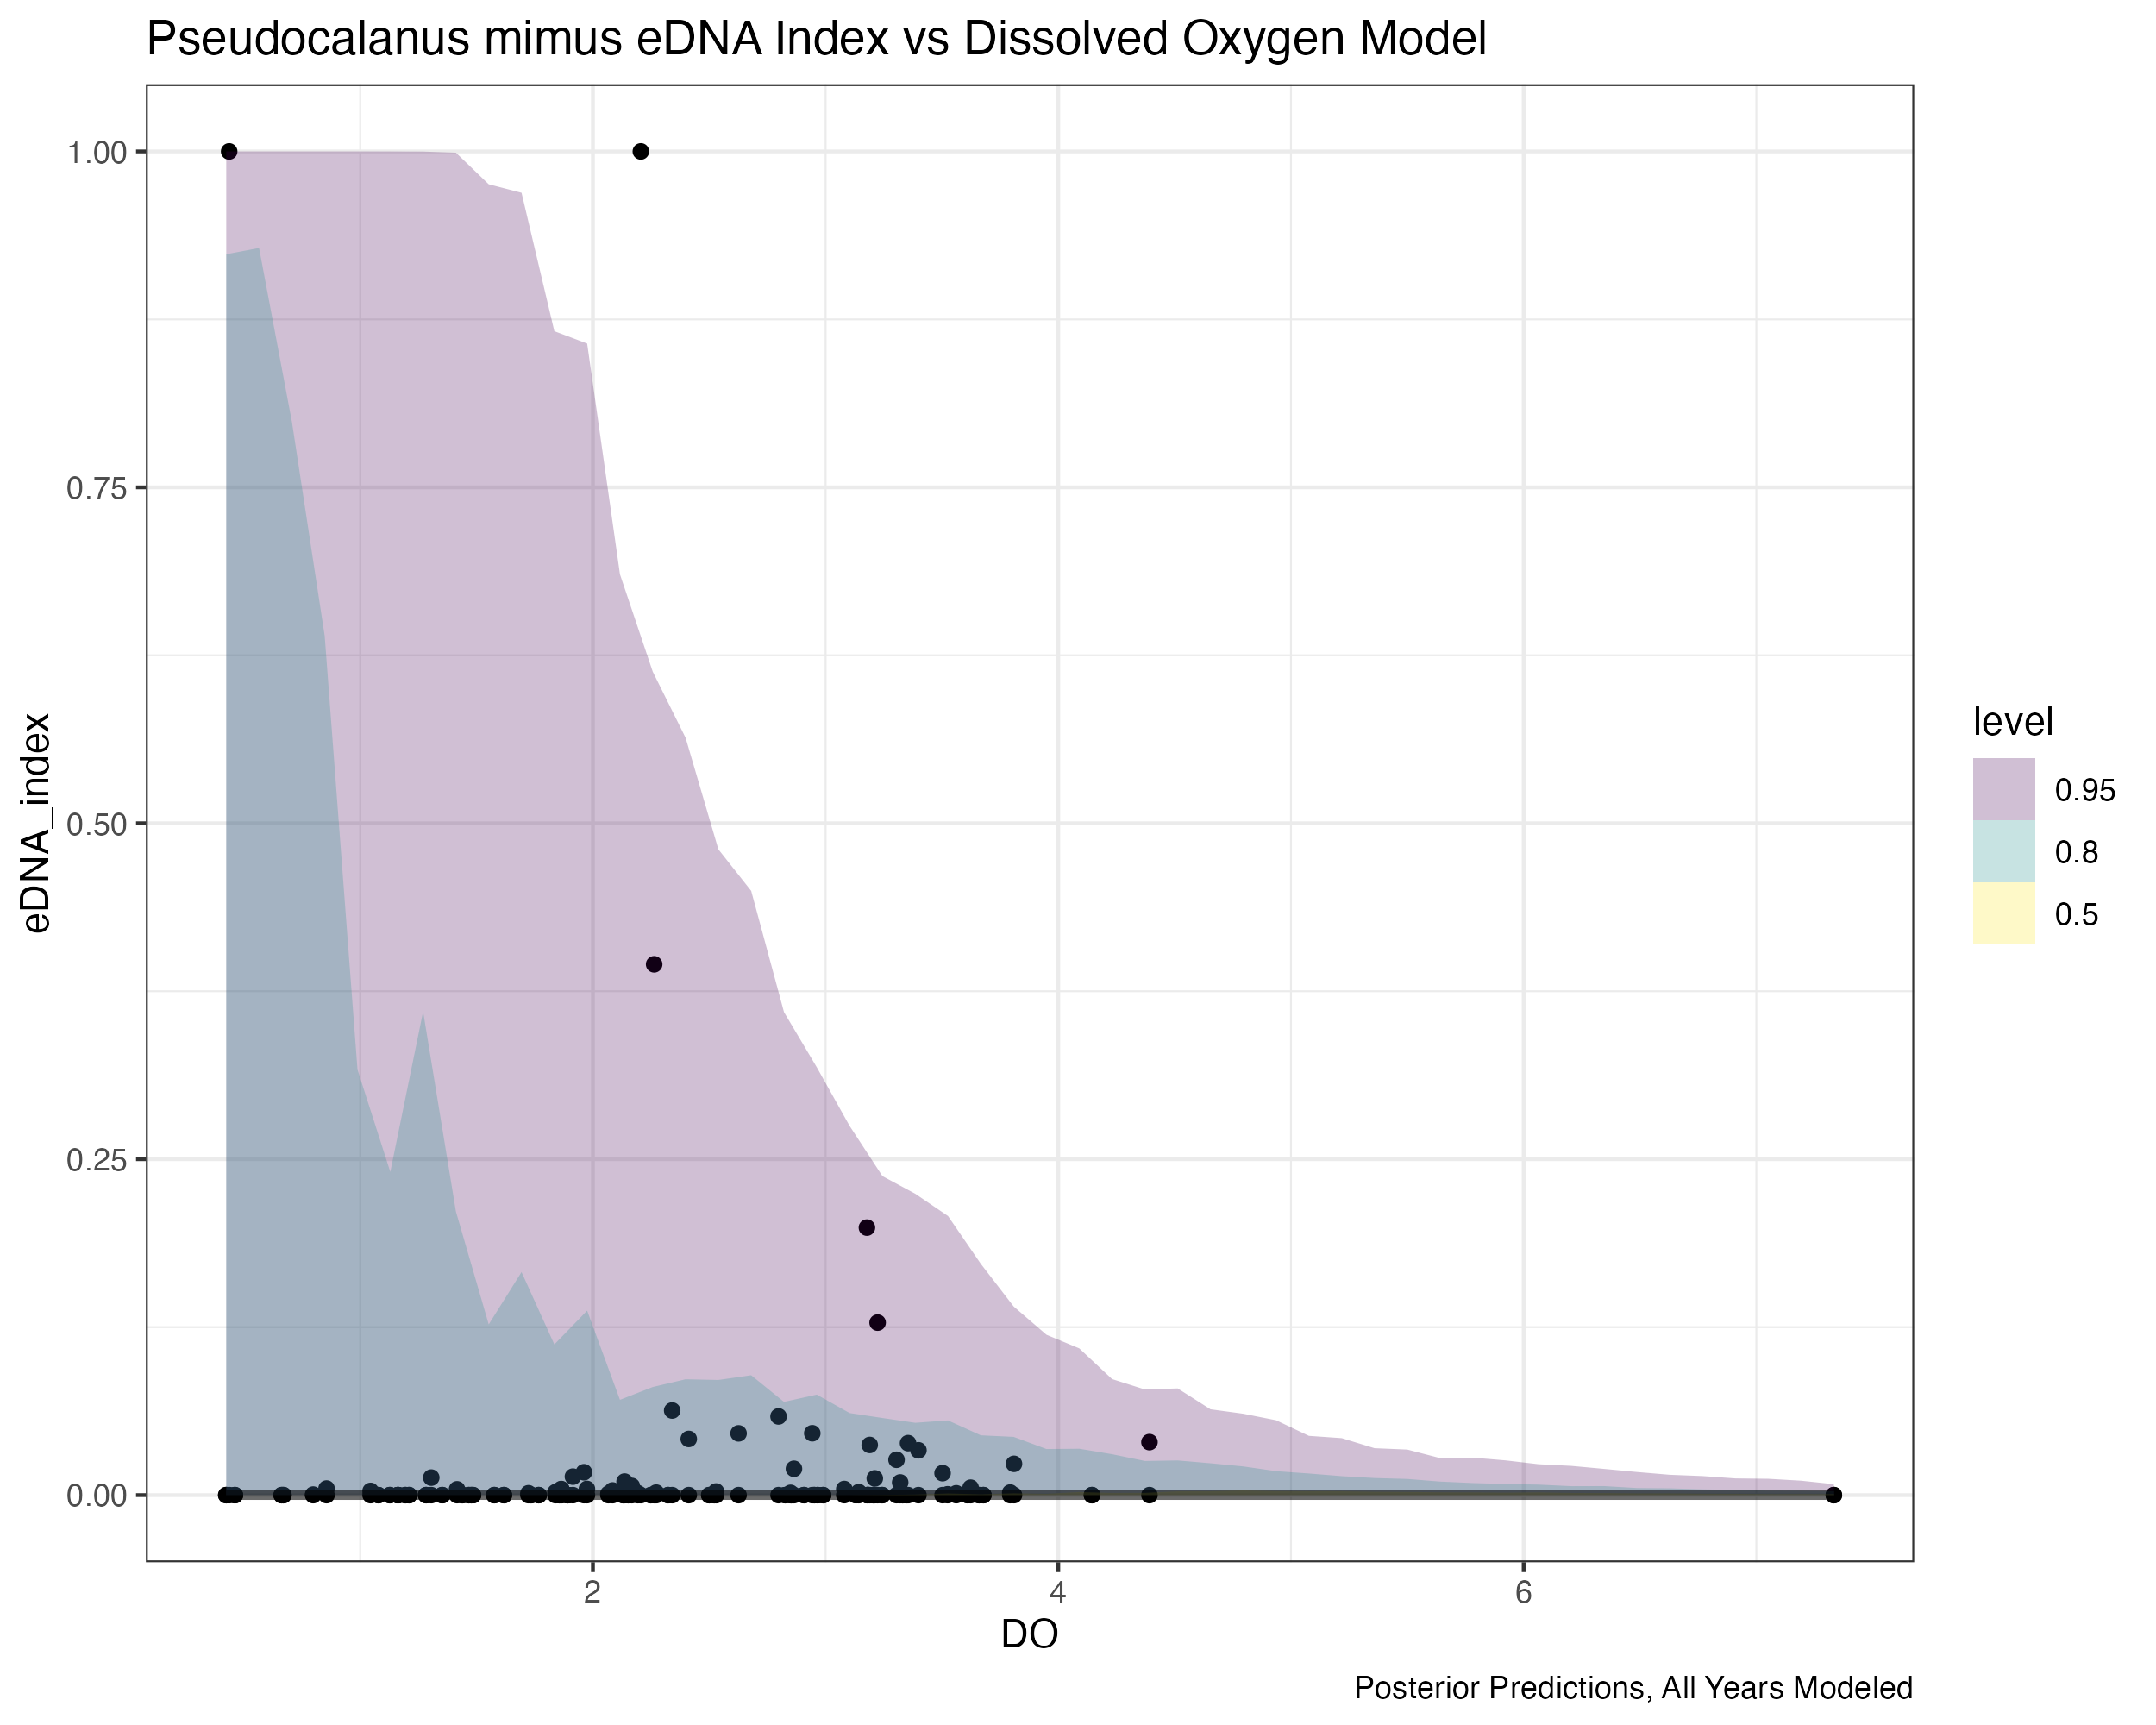 Pseudocalanus mimus eDNA Index vs Dissolved Oxygen Model
1.00
0.75
0.50
0.25
0.00
eDNA_index
2
4
6
DO
level
0.95
0.8
0.5
Posterior Predictions, All Years Modeled